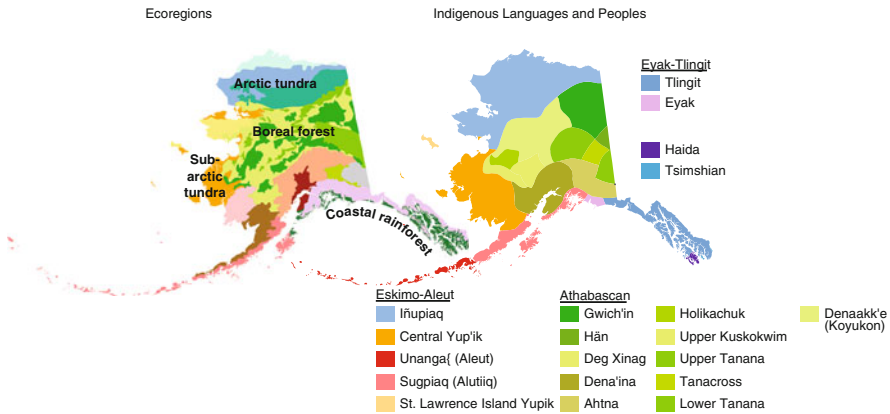 Ecoregions
Indigenous Languages and Peoples
Arctic tundra
Boreal forest
Sub-
arctic
tundra
Coastal rainforest
Eyak-Tlingit
Tlingit
Eyak
Haida
Tsimshian
Eskimo-Aleut
Iñupiaq
Central Yup'ik
Unanga{ (Aleut)
Sugpiaq (Alutiiq)
St. Lawrence Island Yupik
Athabascan
Gwich'in
Hän
Deg Xinag
Dena'ina
Ahtna
Holikachuk
Upper Kuskokwim
Upper Tanana
Tanacross
Lower Tanana
Denaakk'e
(Koyukon)